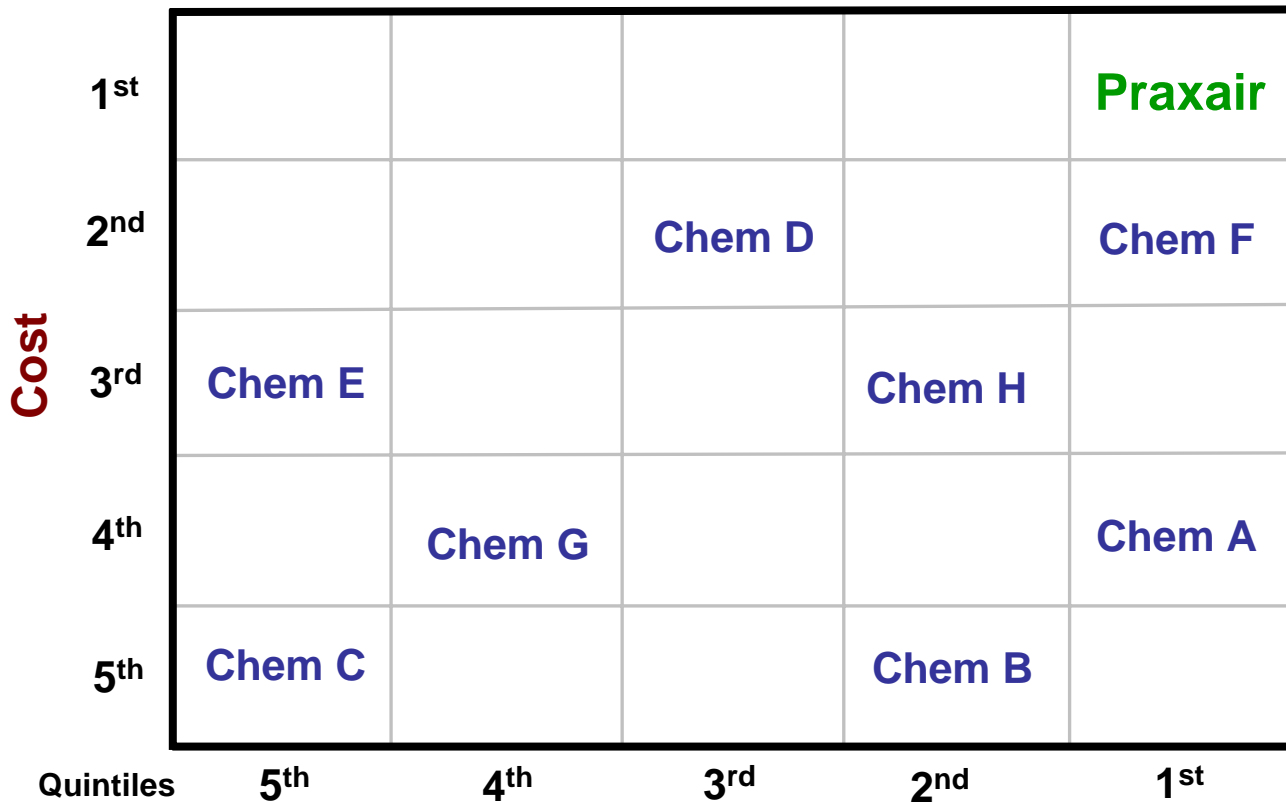 1st Praxair
2nd Chem D Chem F
Cost
3rd Chem E Chem H
4th Chem G Chem A
5th Chem C Chem B
Quintiles 5th 4th 3rd 2nd 1st